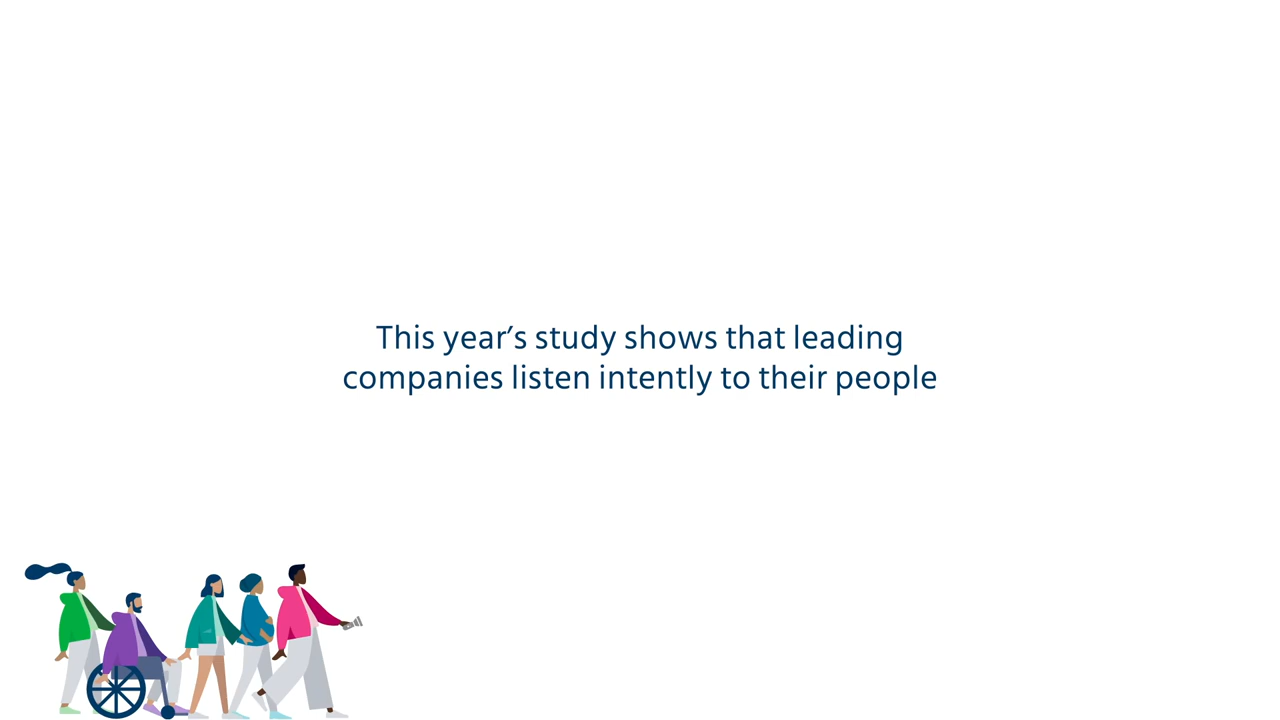 This year’s study shows that leading
companies listen intently to their people